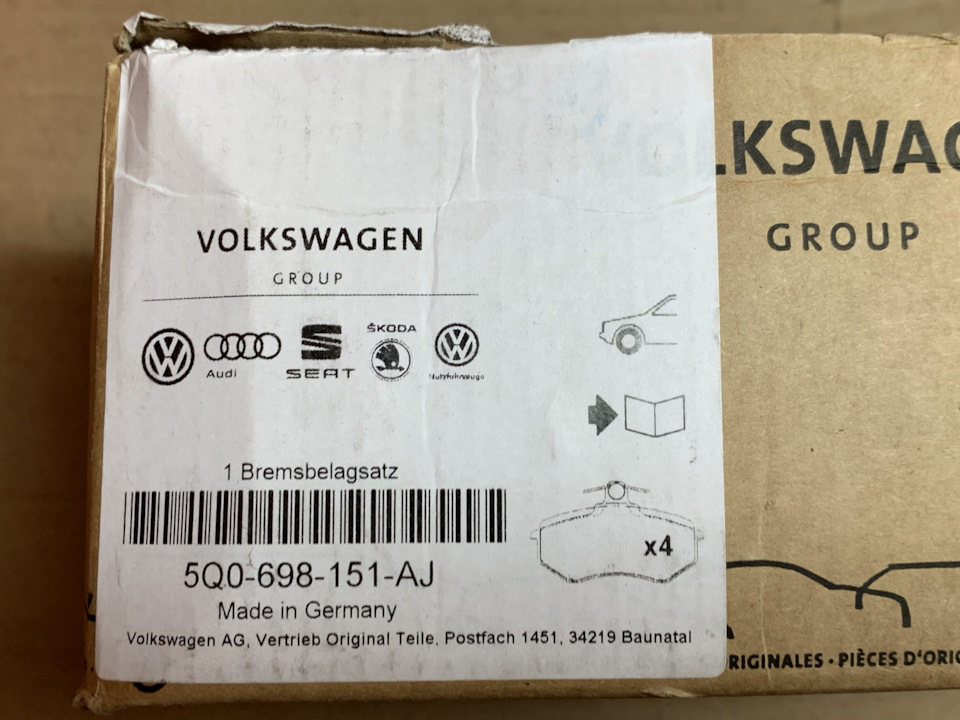 VOLKSWAGEN
GROUP
Audi
SEAT
ŠKODA
Nutzfahrzeuge
1 Bremsbelagsatz
x4
5Q0-698-151-AJ
Made in Germany
Volkswagen AG, Vertrieb Original Teile, Postfach 1451, 34219 Baunatal
LKSWAG
GROUP
RIGINALES · PIÈCES D'ORIG